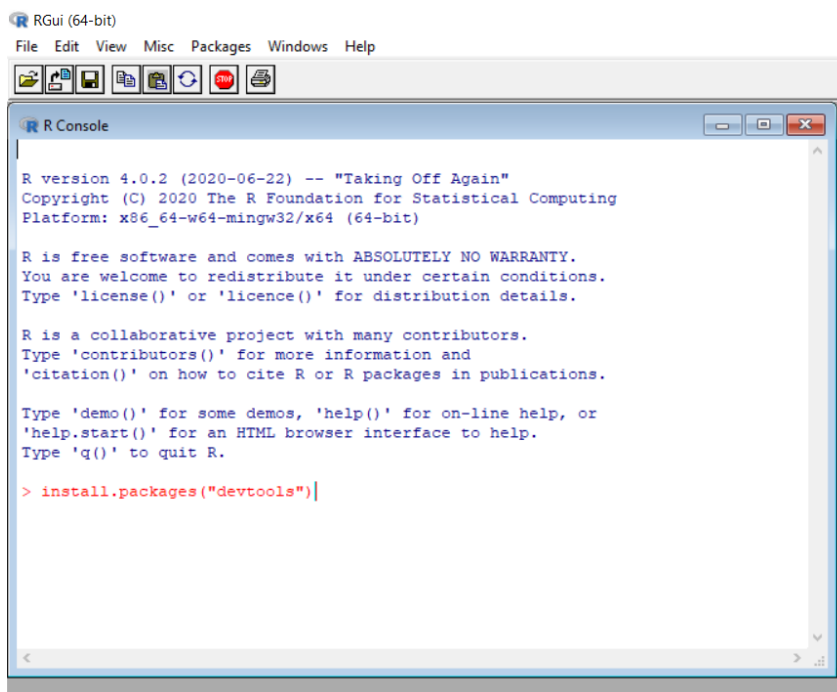 RGui (64-bit)
File Edit View Misc Packages Windows Help
STOP
R Console
R version 4.0.2 (2020-06-22) -- "Taking Off Again"
Copyright (C) 2020 The R Foundation for Statistical Computing
Platform: x86_64-w64-mingw32/x64 (64-bit)
R is free software and comes with ABSOLUTELY NO WARRANTY.
You are welcome to redistribute it under certain conditions.
Type 'license()' or 'licence()' for distribution details.
R is a collaborative project with many contributors.
Type 'contributors()' for more information and
'citation()' on how to cite R or R packages in publications.
Type 'demo()' for some demos, 'help()' for on-line help, or
'help.start()' for an HTML browser interface to help.
Type 'q()' to quit R.
> install.packages("devtools")